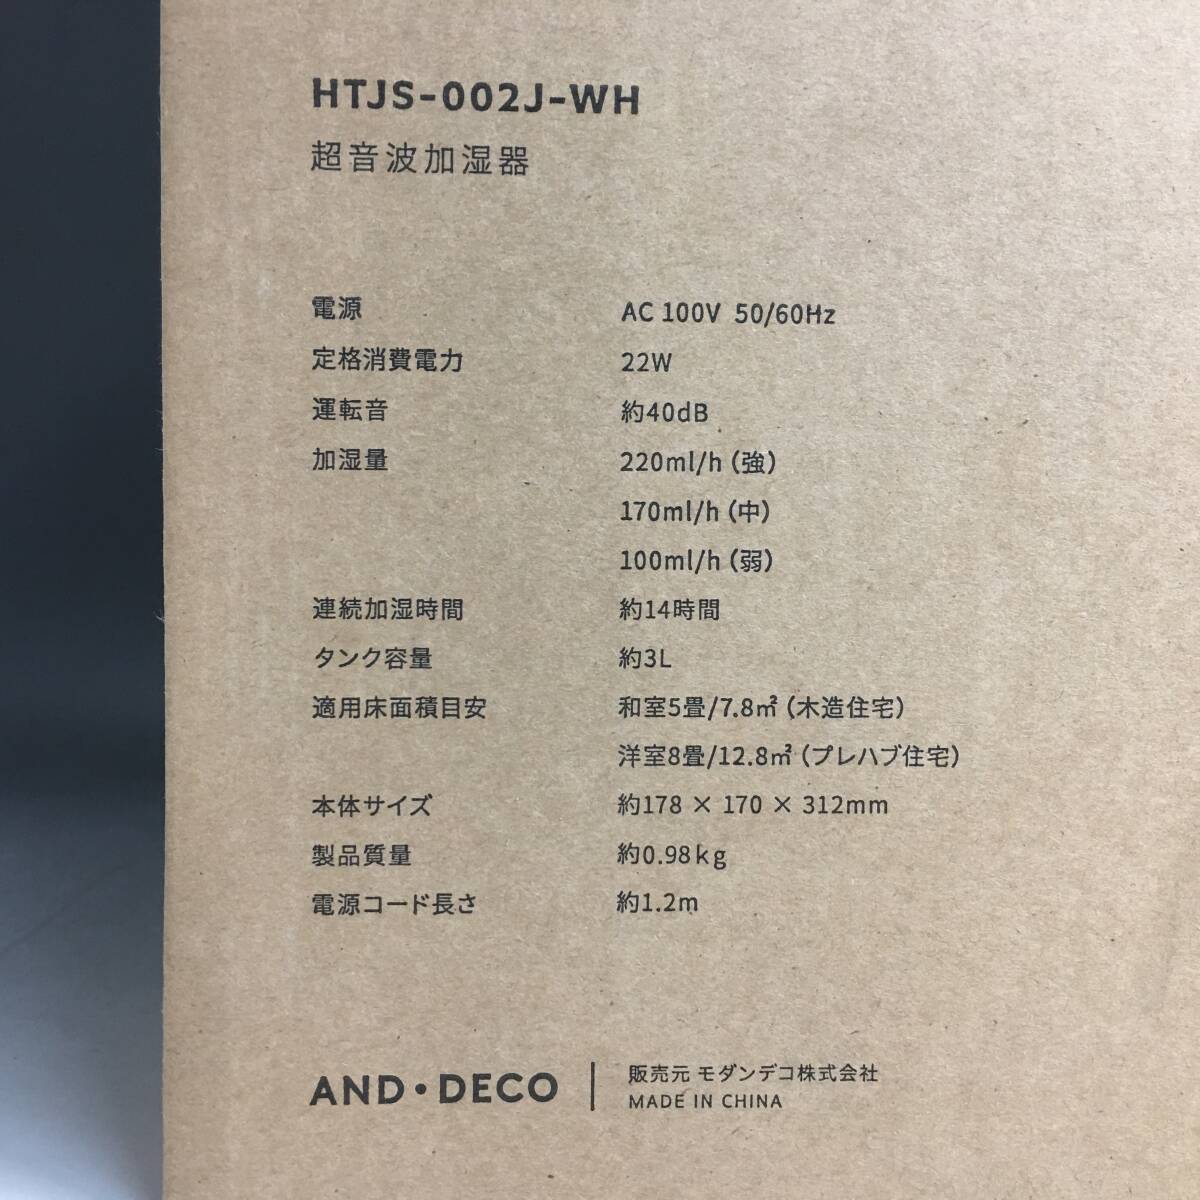 HTJS-002J-WH
超音波加湿器
電源 AC 100V 50/60Hz
定格消費電力 22W
運転音 約40dB
加湿量 220ml/h（強）
170ml/h（中）
100ml/h（弱）
連続加湿時間 約14時間
タンク容量 約3L
適用床面積目安 和室5畳/7.8㎡（木造住宅）
洋室8畳/12.8㎡（プレハブ住宅）
本体サイズ 約178 × 170 × 312mm
製品質量 約0.98kg
電源コード長さ 約1.2m
AND・DECO
販売元 モダンデコ株式会社
MADE IN CHINA